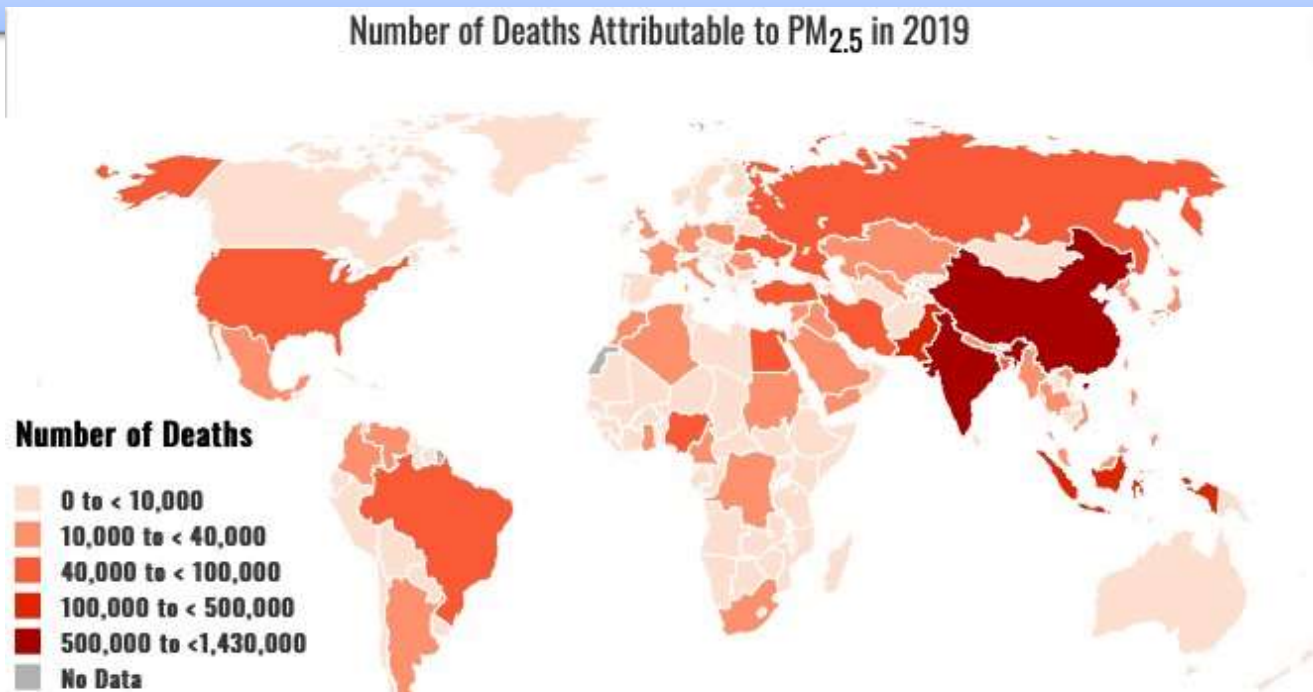 Number of Deaths Attributable to PM2.5 in 2019
Number of Deaths
0 to < 10,000
10,000 to < 40,000
40,000 to < 100,000
100,000 to < 500,000
500,000 to <1,430,000
No Data